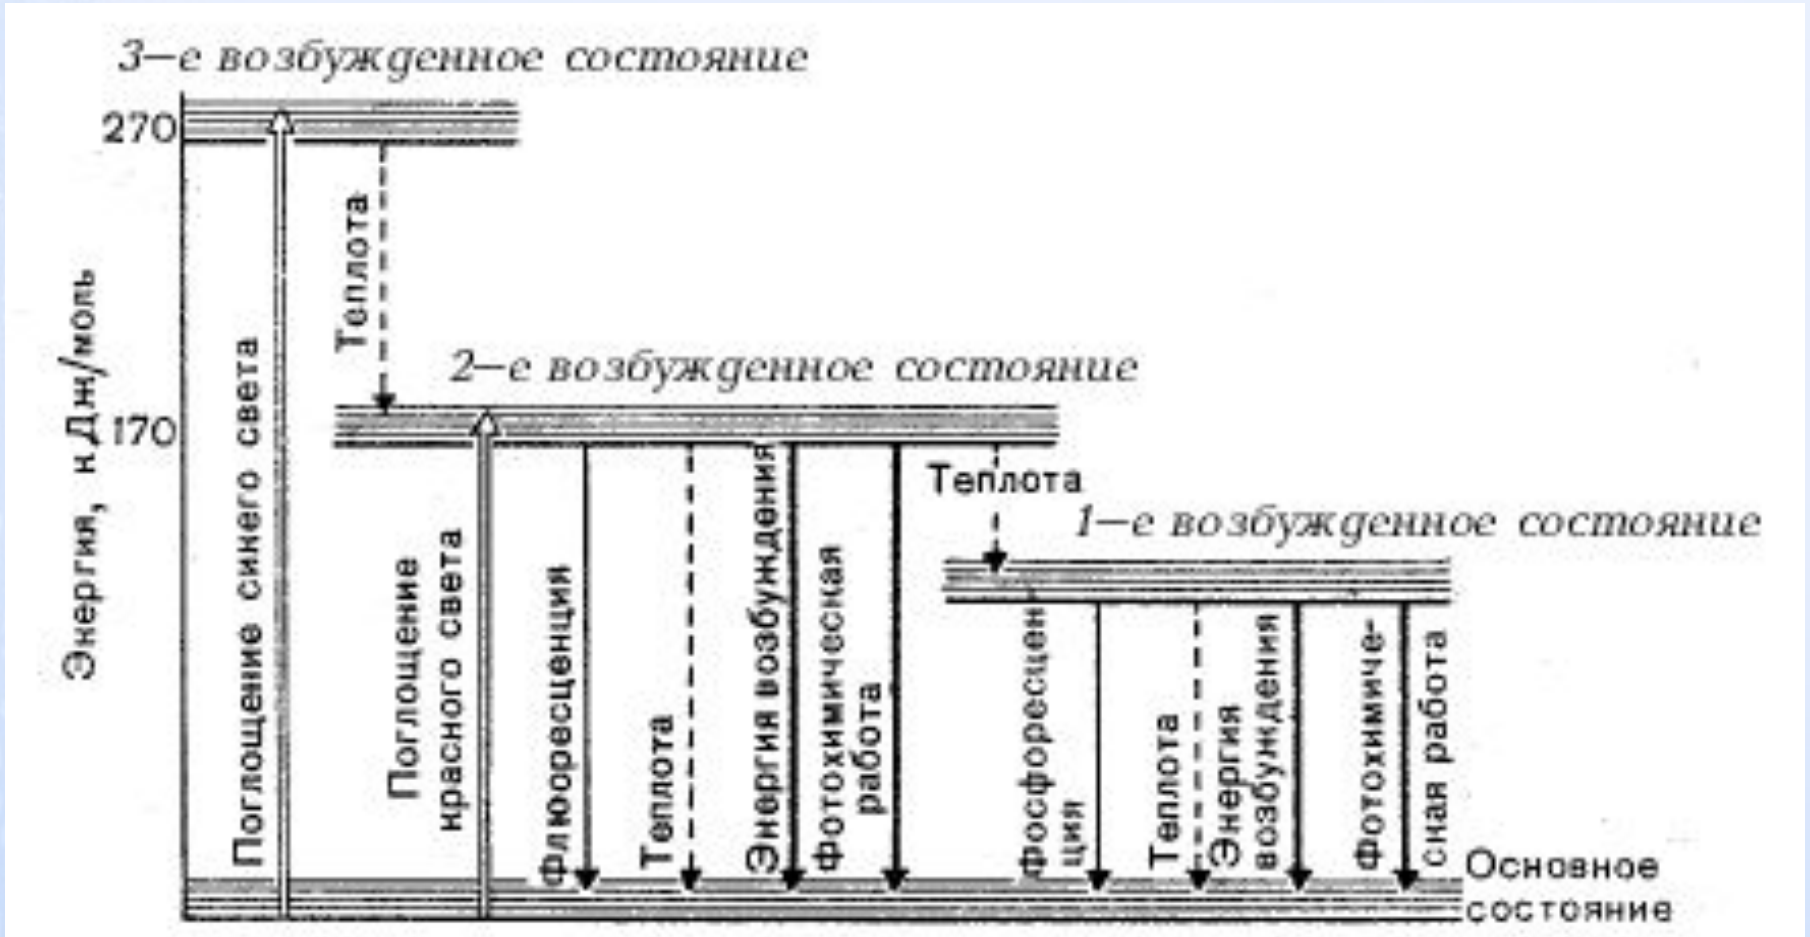 3–е возбужденное состояние
270
Теплота
Энергия, кДж/моль
Поглощение синего света
2–е возбужденное состояние
170
Поглощение
красного света
Флюоресценция
Теплота
Энергия возбуждения
Фотохимическая
работа
Теплота
1–е возбужденное состояние
Фосфоресцен
ция
Теплота
Энергия
возбуждения
Фотохимиче-
ская работа
Основное
состояние